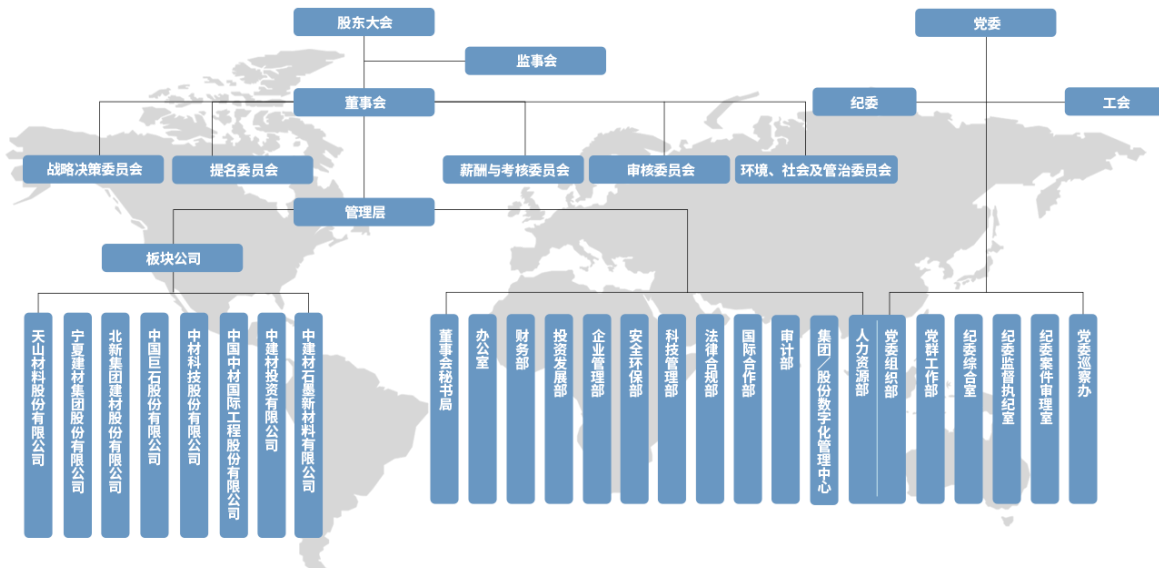 股东大会
党委
监事会
董事会
纪委
工会
战略决策委员会
提名委员会
薪酬与考核委员会
审核委员会
环境、社会及管治委员会
管理层
板块公司
天山材料股份有限公司
宁夏建材集团股份有限公司
北新集团建材股份有限公司
中国巨石股份有限公司
中材科技股份有限公司
中国中材国际工程股份有限公司
中建材投资有限公司
中建材石墨新材料有限公司
董事会秘书局
办公室
财务部
投资发展部
企业管理部
安全环保部
科技管理部
法律合规部
国际合作部
审计部
集团／股份数字化管理中心
人力资源部
党委组织部
党群工作部
纪委综合室
纪委监督执纪室
纪委案件审理室
党委巡察办